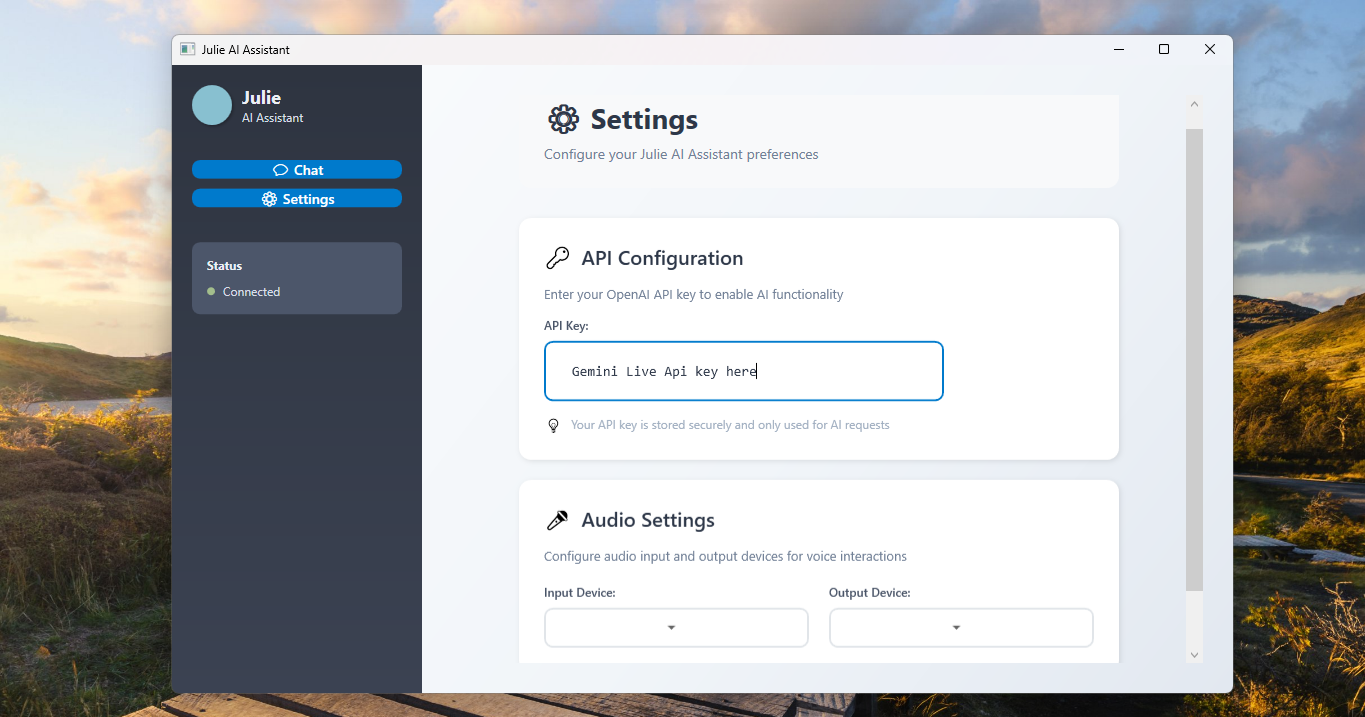 Julie AI Assistant
Julie
AI Assistant
Chat
Settings
Status
Connected
Settings
Configure your Julie AI Assistant preferences
API Configuration
Enter your OpenAI API key to enable AI functionality
API Key:
Gemini Live Api key here
Your API key is stored securely and only used for AI requests
Audio Settings
Configure audio input and output devices for voice interactions
Input Device: Output Device: